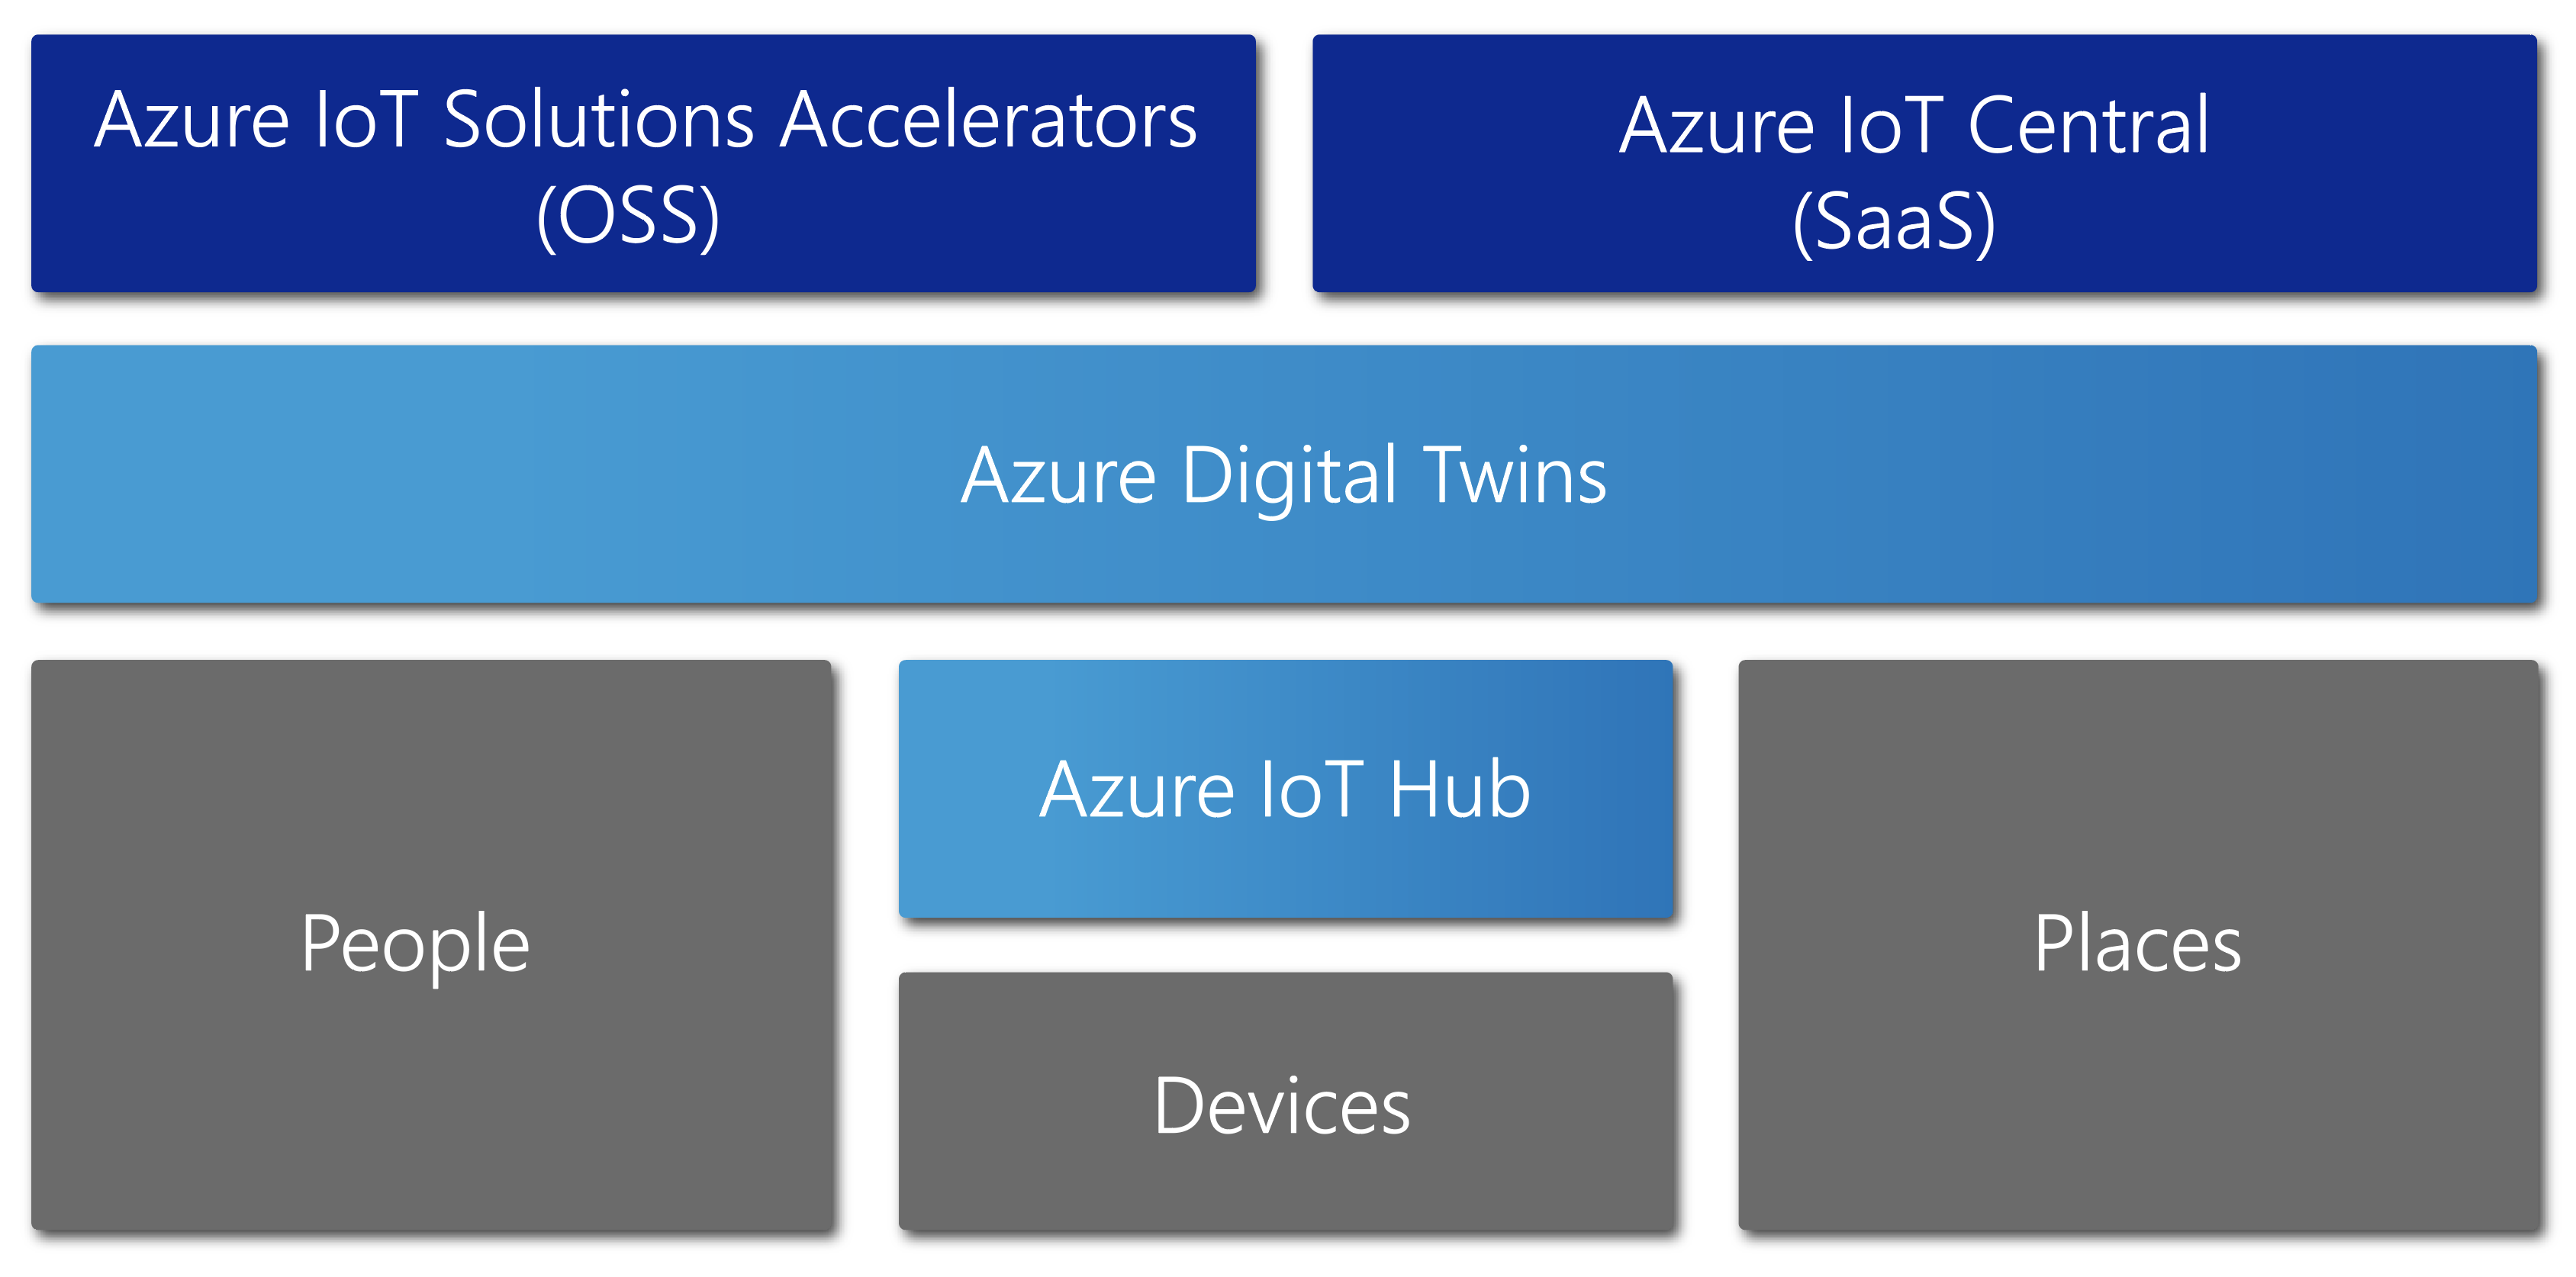 Azure IoT Solutions Accelerators
(OSS)
Azure IoT Central
(SaaS)
Azure Digital Twins
People
Azure IoT Hub
Devices
Places